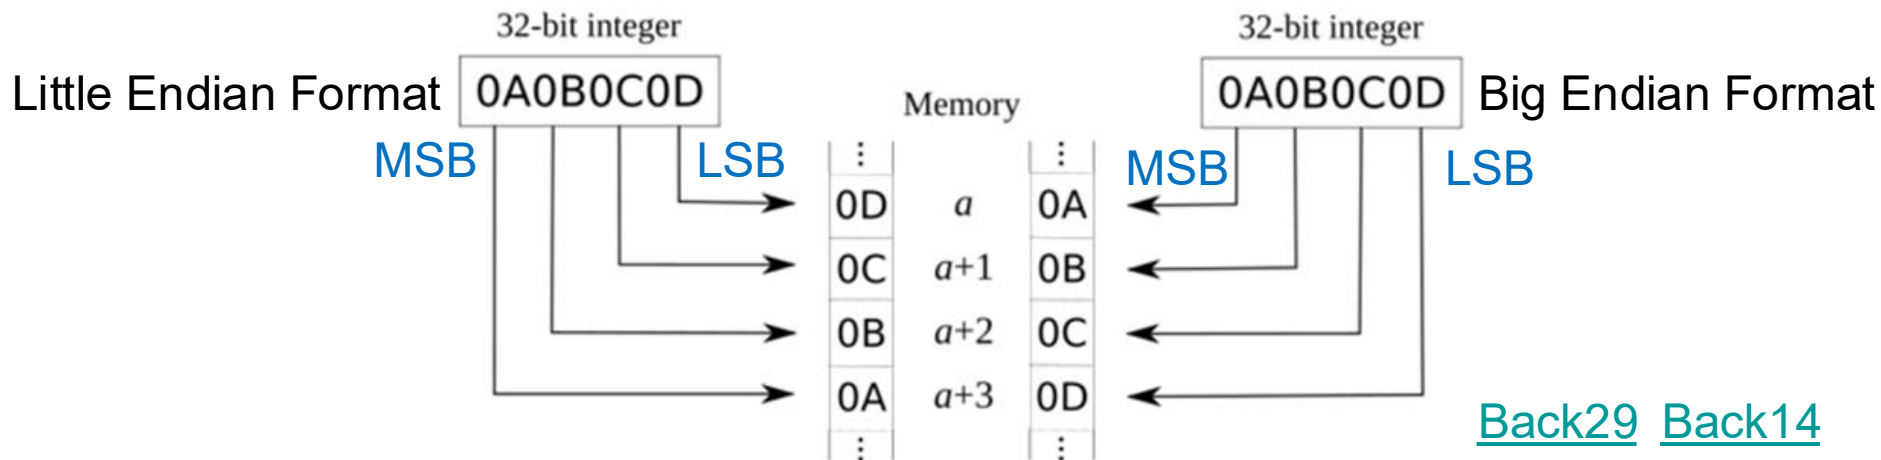 32-bit integer 32-bit integer
Little Endian Format 0A0B0C0D Memory 0A0B0C0D Big Endian Format
MSB LSB MSB LSB
0D a 0A
0C a+1 0B
0B a+2 0C
0A a+3 0D
Back29 Back14